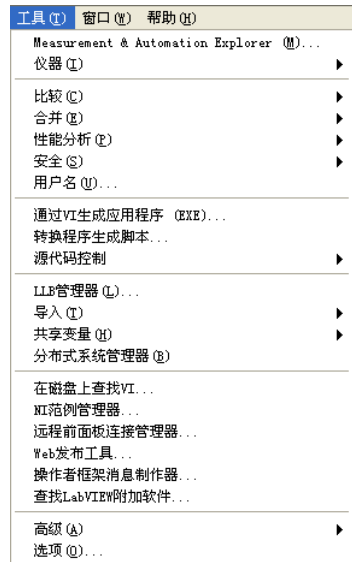 工具(T) 窗口(W) 帮助(H)
Measurement & Automation Explorer (M)...
仪器(I)
比较(C)
合并(E)
性能分析(P)
安全(S)
用户名(U)...
通过VI生成应用程序 (EXE)...
转换程序生成脚本...
源代码控制
LLB管理器(L)...
导入(T)
共享变量(H)
分布式系统管理器(B)
在磁盘上查找VI...
NI范例管理器...
远程前面板连接管理器...
Web发布工具...
操作者框架消息制作器...
查找LabVIEW附加软件...
高级(A)
选项(O)...